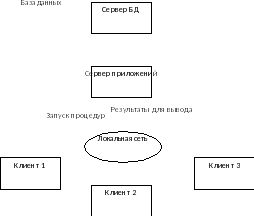 База данных
Сервер БД
Сервер приложений
Результаты для вывода
Запуск процедур
Локальная сеть
Клиент 1
Клиент 3
Клиент 2